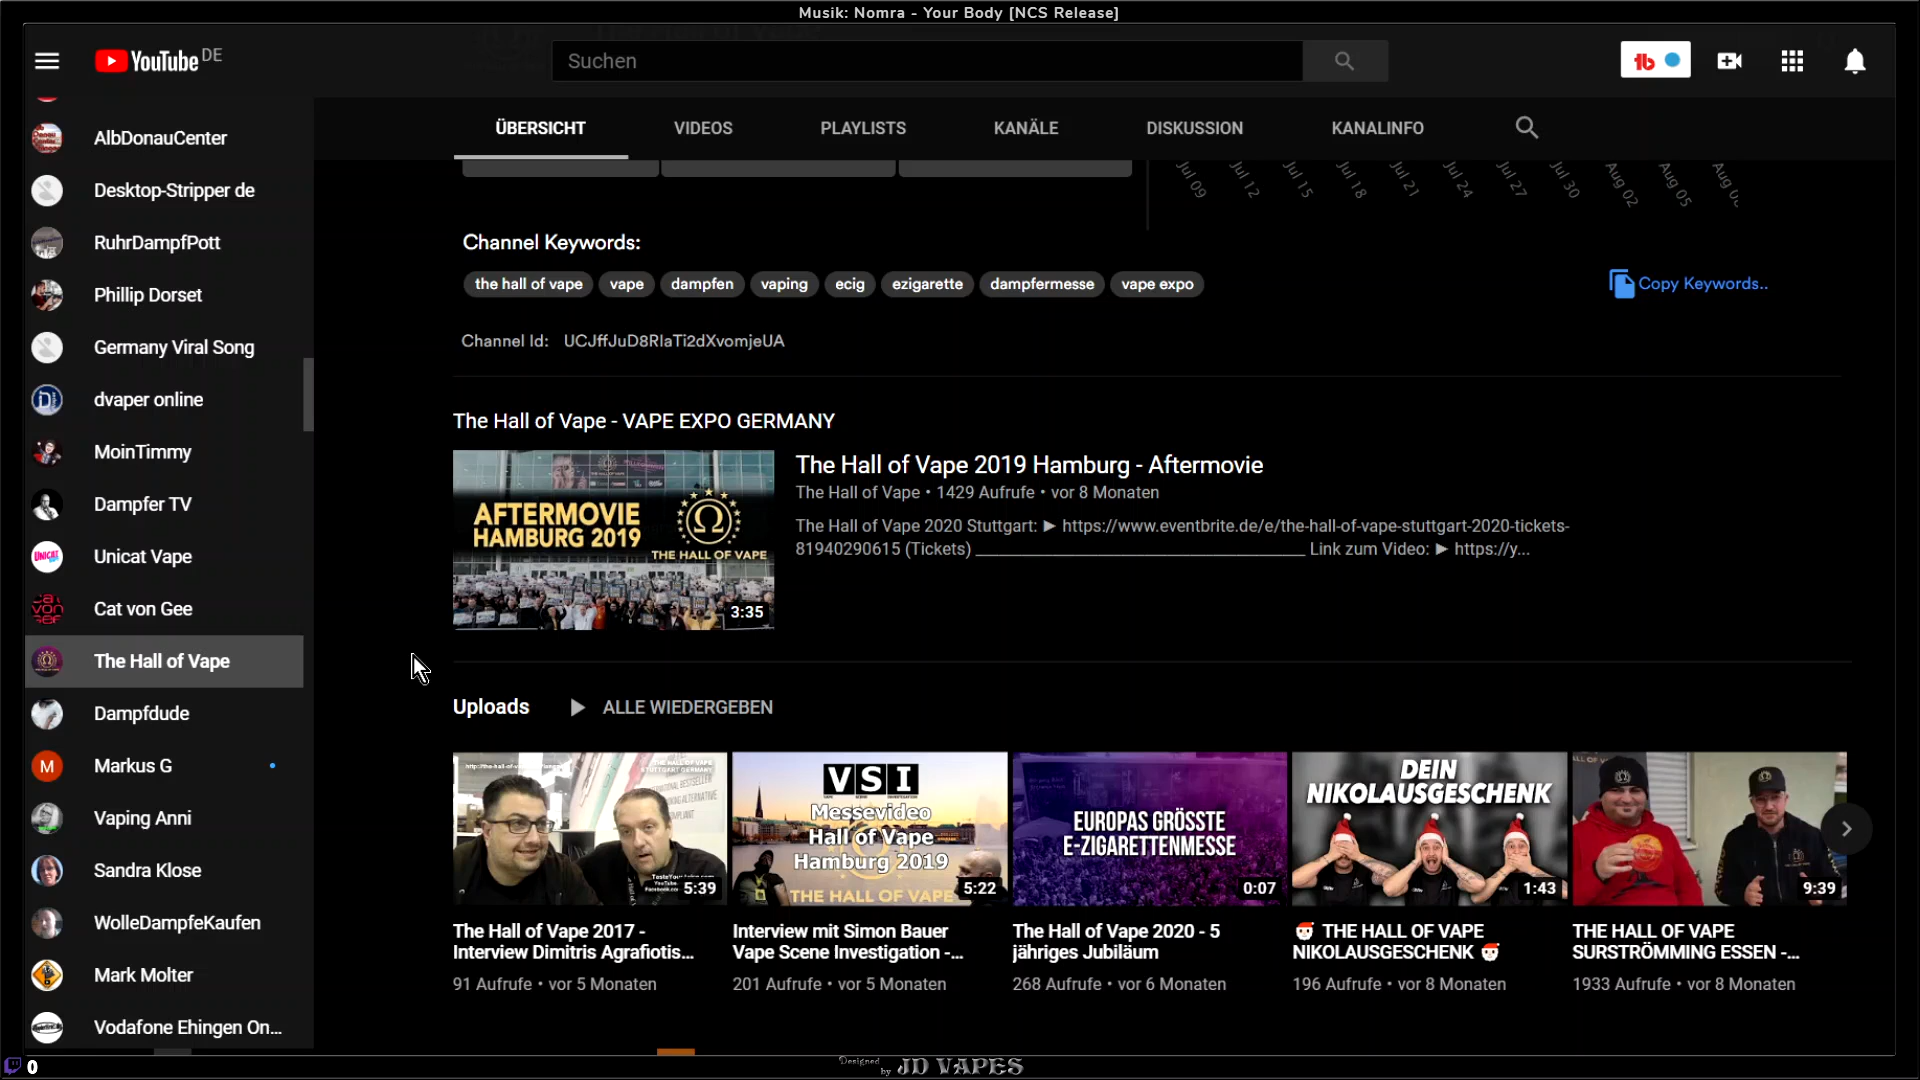 Musik: Nomra - Your Body [NCS Release]
YouTube DE
Suchen
AlbDonauCenter
Desktop-Stripper de
RuhrDampfPott
Phillip Dorset
Germany Viral Song
dvaper online
MoinTimmy
Dampfer TV
Unicat Vape
Cat von Gee
The Hall of Vape
Dampfdude
M
Markus G
Vaping Anni
Sandra Klose
WolleDampfeKaufen
Mark Molter
Vodafone Ehingen On...
ÜBERSICHT VIDEOS PLAYLISTS KANÄLE DISKUSSION KANALINFO
Jul 09 Jul 12 Jul 15 Jul 18 Jul 21 Jul 24 Jul 27 Jul 30 Aug 02 Aug 05
Channel Keywords:
the hall of vape vape dampfen vaping ecig ezigarette dampfermesse vape expo
Copy Keywords..
Channel Id: UCJffJuD8RlaTi2dXvomjeUA
The Hall of Vape - VAPE EXPO GERMANY
AFTERMOVIE
HAMBURG 2019
THE HALL OF VAPE
3:35
The Hall of Vape 2019 Hamburg - Aftermovie
The Hall of Vape • 1429 Aufrufe • vor 8 Monaten
The Hall of Vape 2020 Stuttgart: ► https://www.eventbrite.de/e/the-hall-of-vape-stuttgart-2020-tickets-
81940290615 (Tickets) ______________________________ Link zum Video: ► https://y...
Uploads ALLE WIEDERGEBEN
5:39
The Hall of Vape 2017 -
Interview Dimitris Agrafiotis...
91 Aufrufe • vor 5 Monaten
VSI
Messevideo
Hall of Vape
Hamburg 2019
THE HALL OF VAPE
5:22
Interview mit Simon Bauer
Vape Scene Investigation -...
201 Aufrufe • vor 5 Monaten
EUROPAS GRÖSSTE
E-ZIGARETTENMESSE
0:07
The Hall of Vape 2020 - 5
jähriges Jubiläum
268 Aufrufe • vor 6 Monaten
DEIN
NIKOLAUSGESCHENK
1:43
🎅 THE HALL OF VAPE
NIKOLAUSGESCHENK 🎅
196 Aufrufe • vor 8 Monaten
9:39
THE HALL OF VAPE
SURSTRÖMMING ESSEN -...
1933 Aufrufe • vor 8 Monaten
0
Designed
by JD VAPES